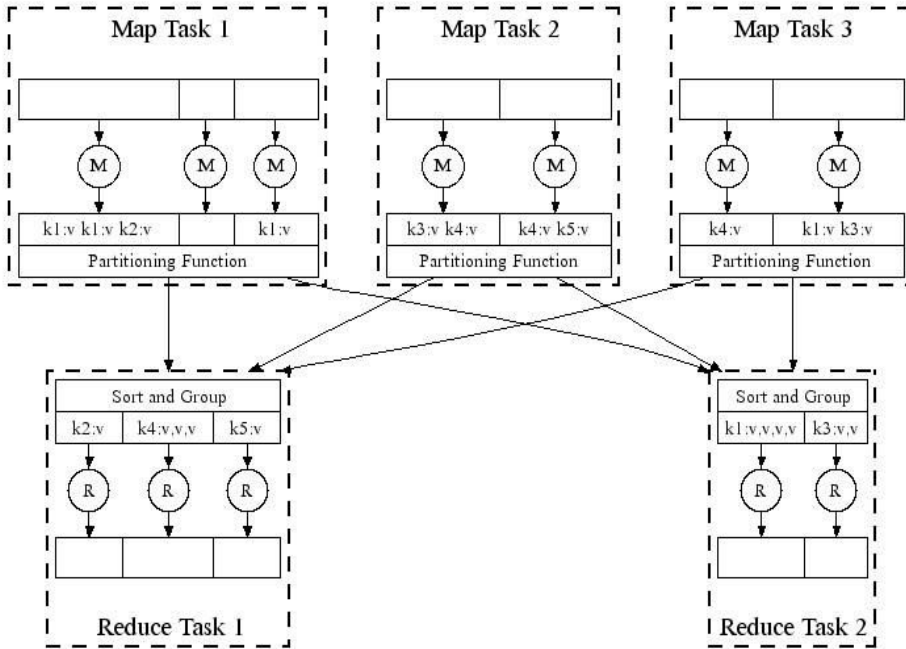 Map Task 1
Map Task 2
Map Task 3
M
M
M
M
M
M
M
k1:v k1:v k2:v
k1:v
k3:v k4:v
k4:v k5:v
k4:v
k1:v k3:v
Partitioning Function
Partitioning Function
Partitioning Function
Sort and Group
Sort and Group
k2:v
k4:v,v,v
k5:v
k1:v,v,v,v
k3:v,v
R
R
R
R
R
Reduce Task 1
Reduce Task 2